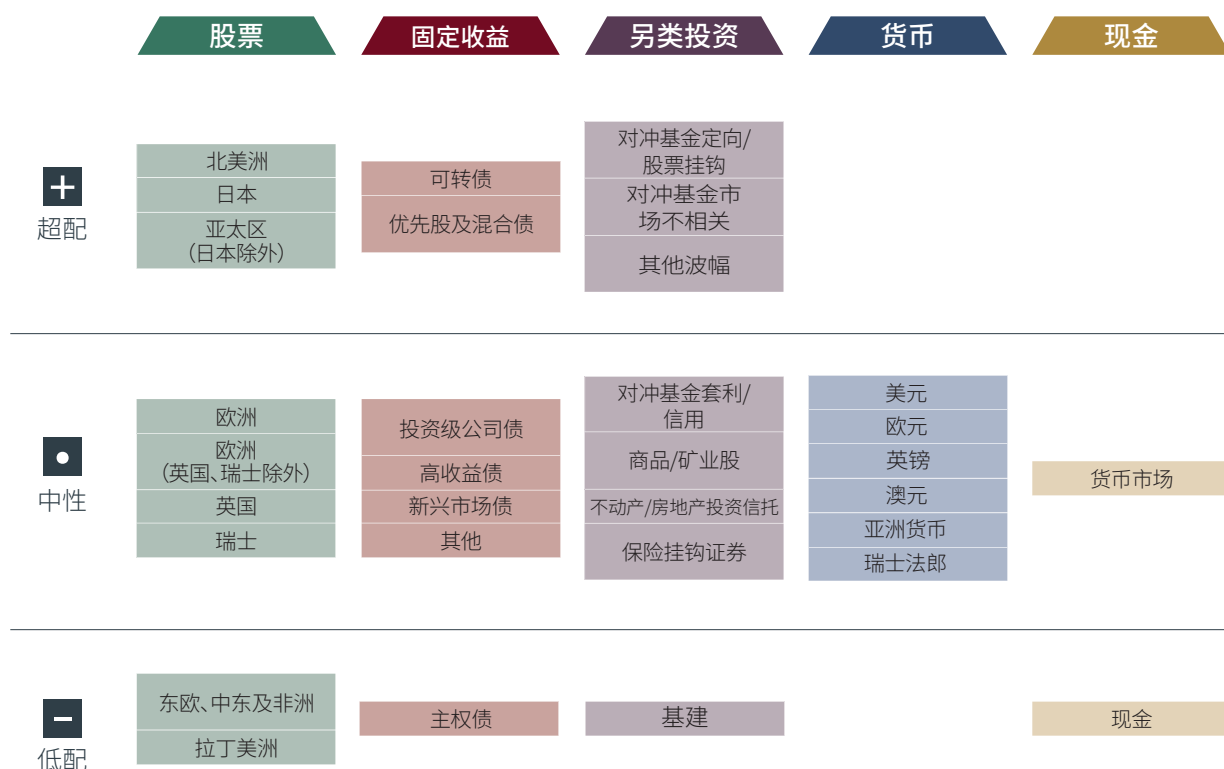 股票
固定收益
另类投资
货币
现金
超配
北美洲
日本
亚太区
（日本除外）
可转债
优先股及混合债
对冲基金定向/
股票挂钩
对冲基金市
场不相关
其他波幅
中性
欧洲
欧洲
（英国、瑞士除外）
英国
瑞士
投资级公司债
高收益债
新兴市场债
其他
对冲基金套利/
信用
商品/矿业股
不动产/房地产投资信托
保险挂钩证券
美元
欧元
英镑
澳元
亚洲货币
瑞士法郎
货币市场
低配
东欧、中东及非洲
拉丁美洲
主权债
基建
现金